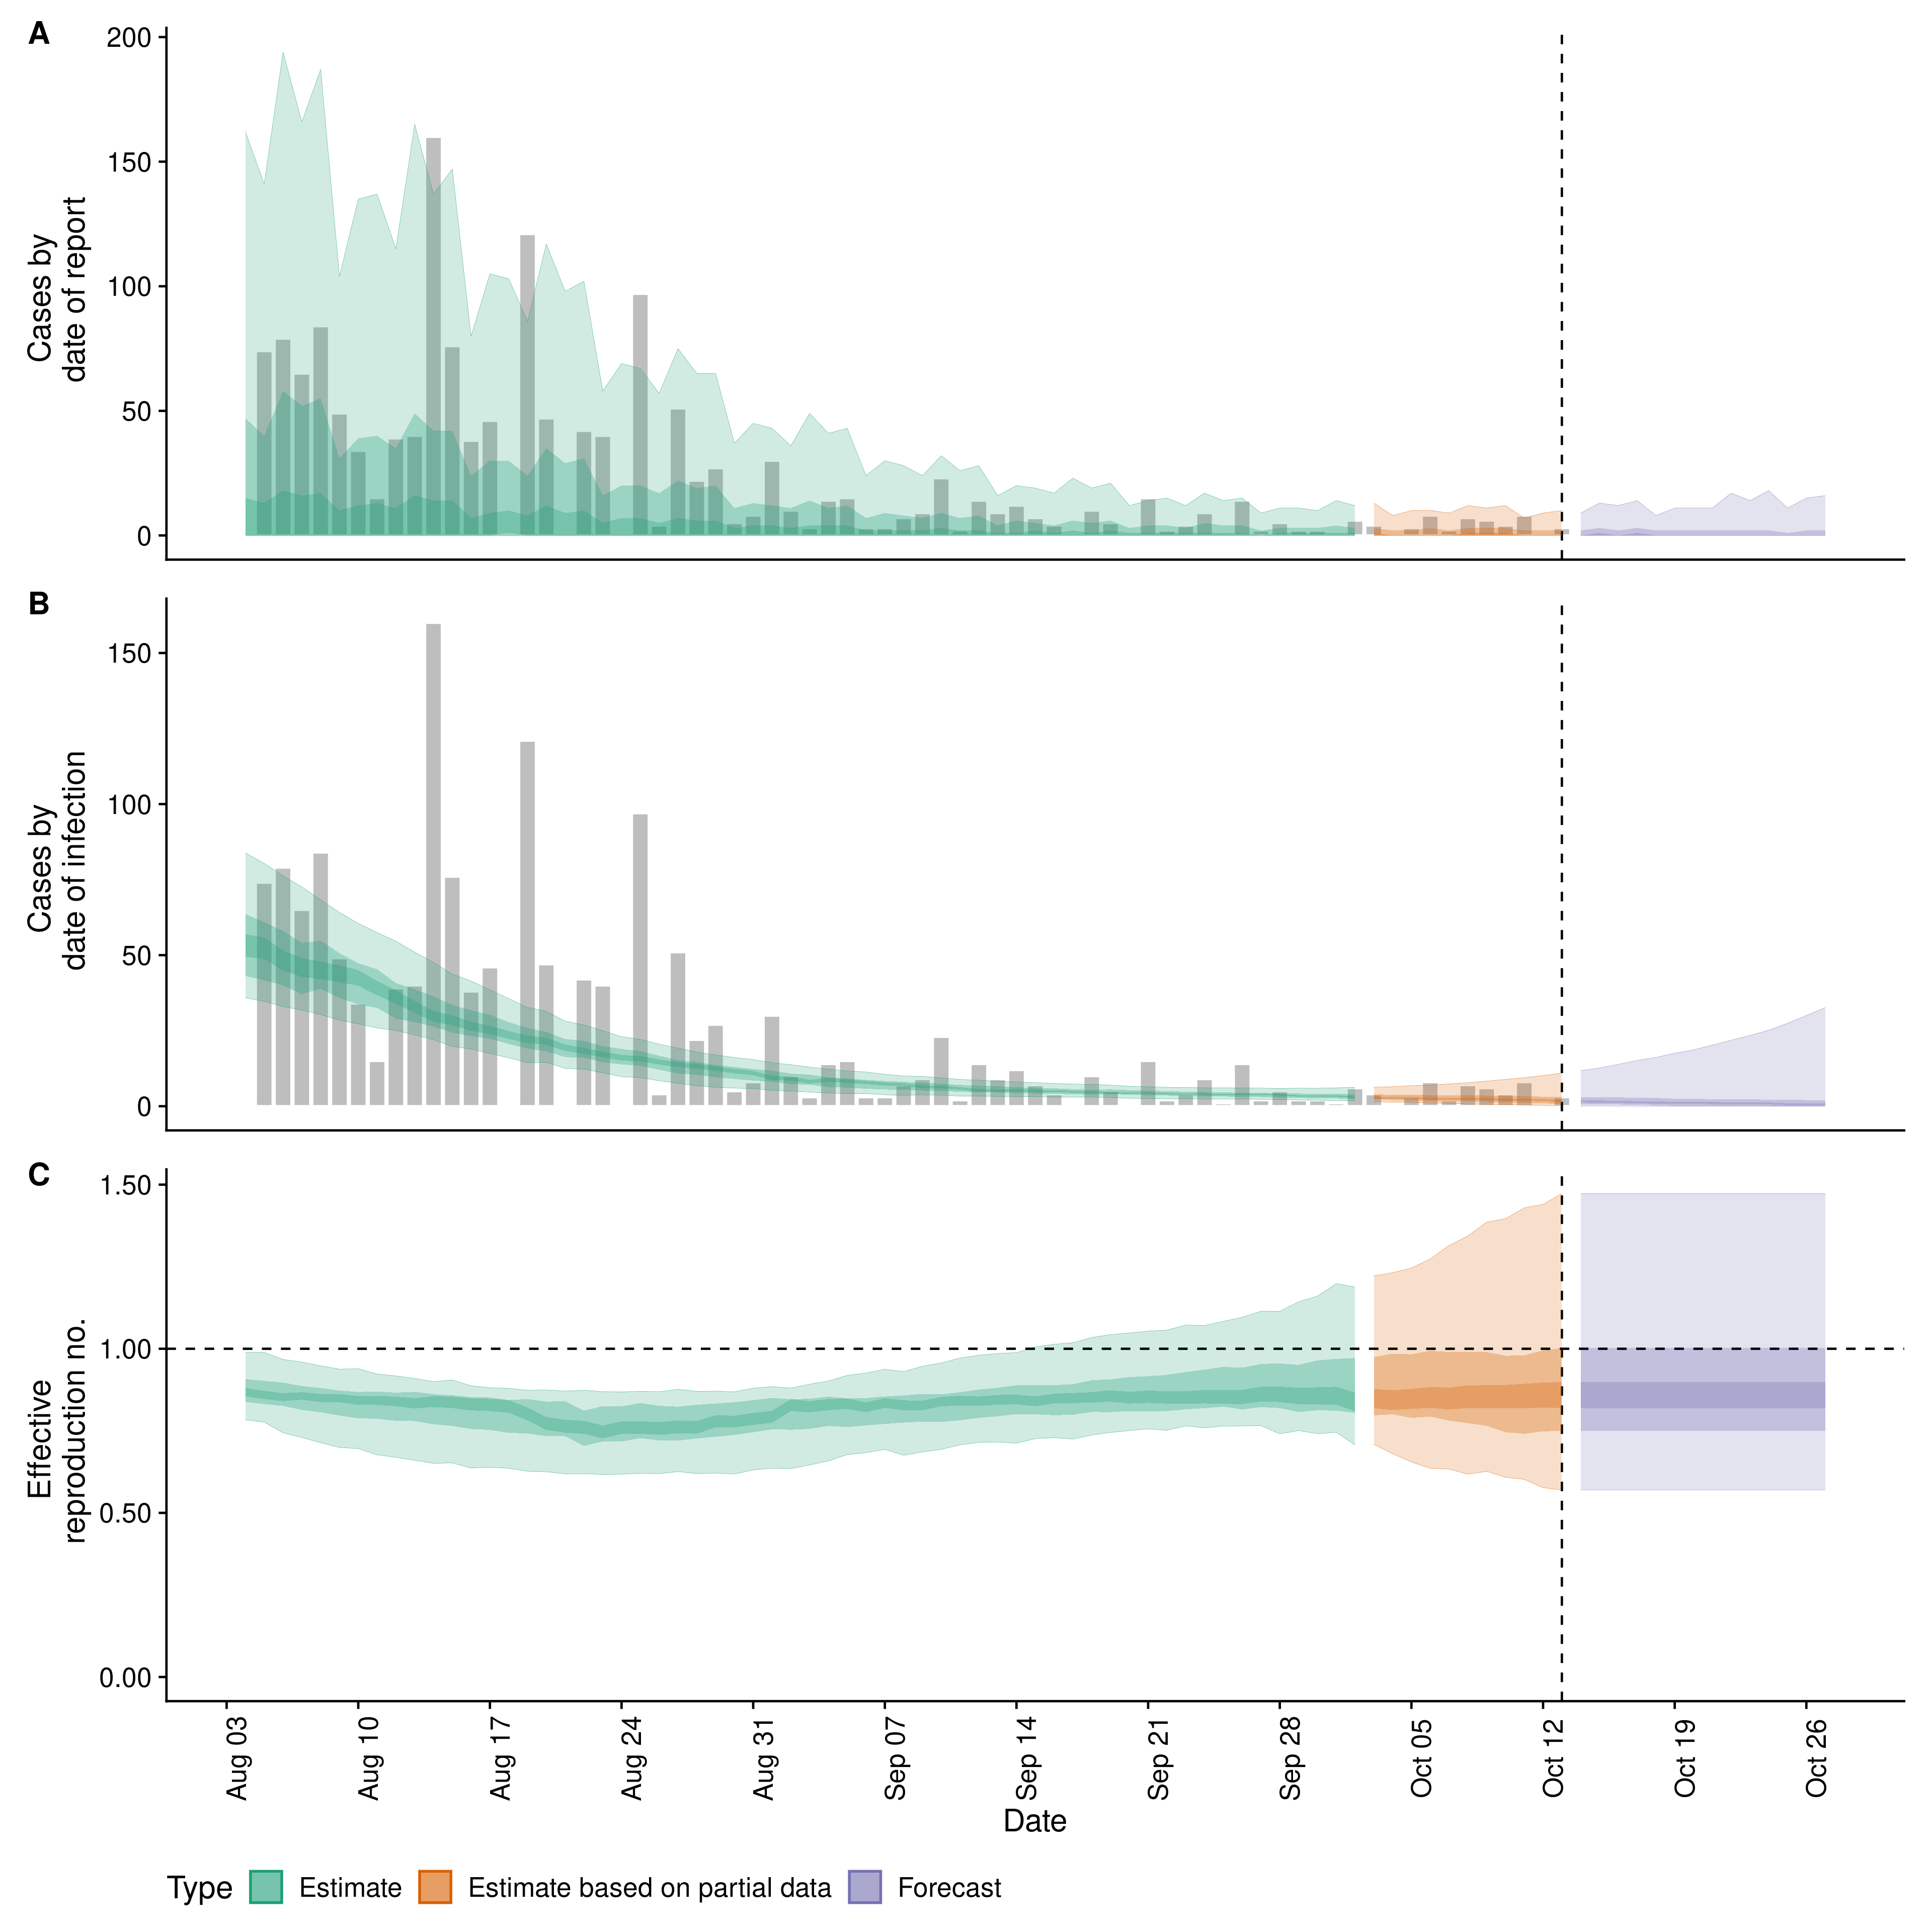 A
200
150
100
50
0
Cases by
date of report
B
150
100
50
0
Cases by
date of infection
C
1.50
1.00
0.50
0.00
Effective
reproduction no.
Aug 03
Aug 10
Aug 17
Aug 24
Aug 31
Sep 07
Sep 14
Sep 21
Sep 28
Oct 05
Oct 12
Oct 19
Oct 26
Date
Type Estimate Estimate based on partial data Forecast